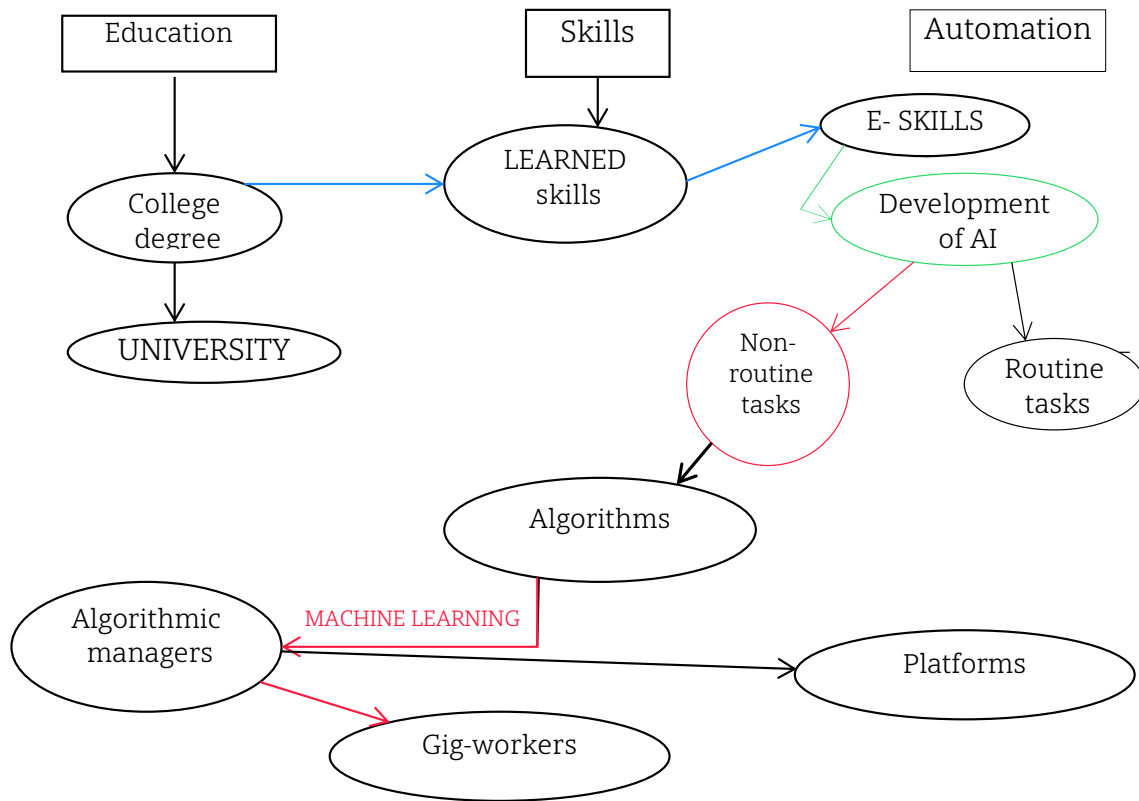 Education
Skills
Automation
E- SKILLS
LEARNED
skills
College
degree
Development
of AI
UNIVERSITY
Non-
routine
tasks
Routine
tasks
Algorithms
Algorithmic
managers
MACHINE LEARNING
Platforms
Gig-workers